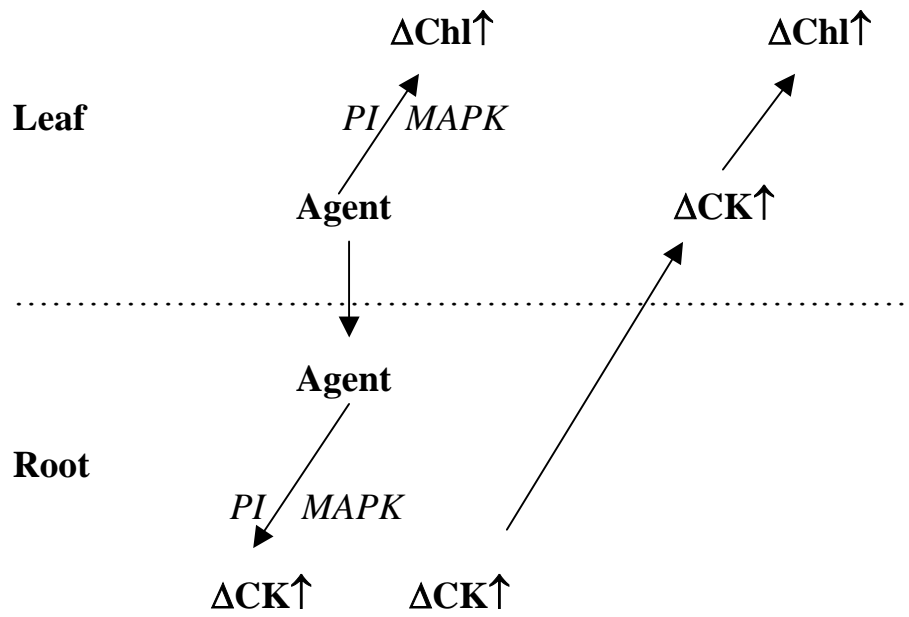 ΔChl↑ ΔChl↑
Leaf PI MAPK
Agent ΔCK↑
Agent
Root
PI MAPK
ΔCK↑ ΔCK↑